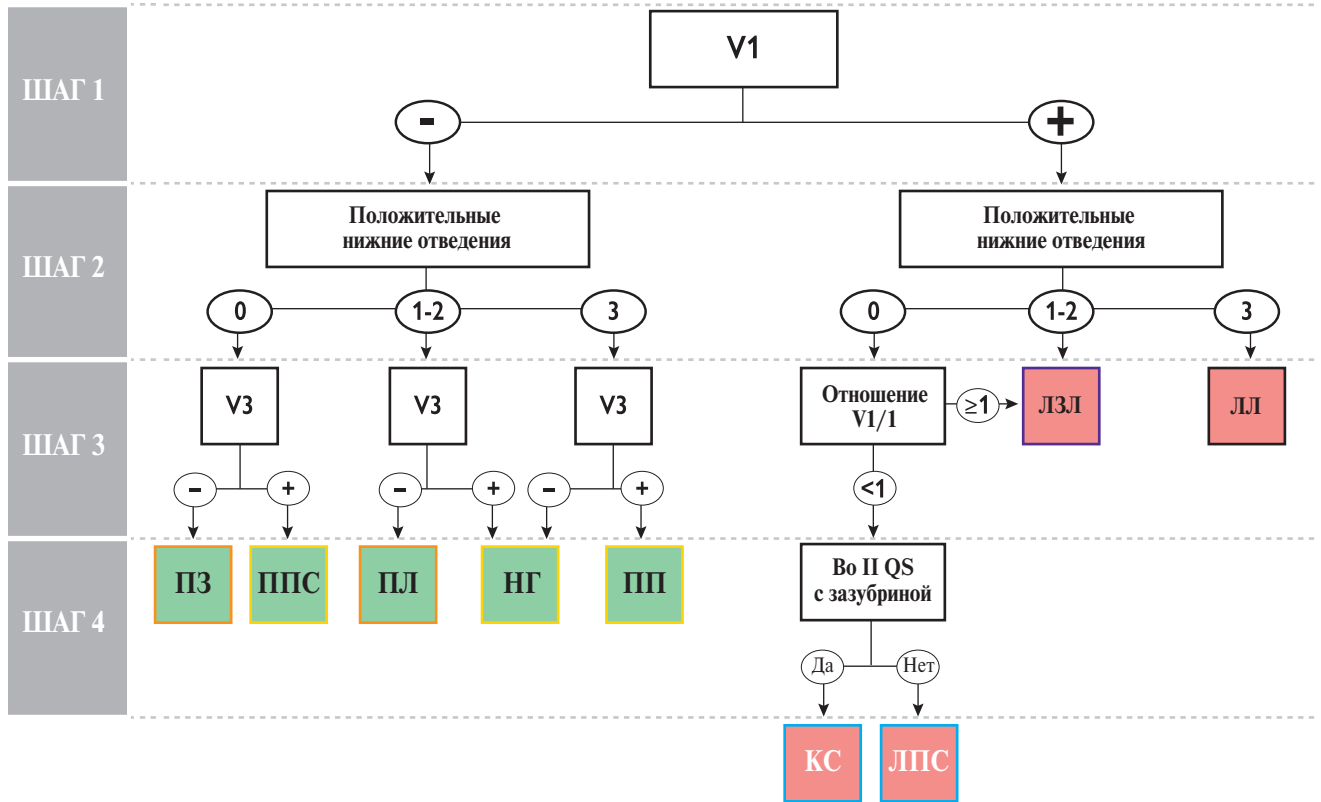 ШАГ 1
V1
-
+
ШАГ 2
Положительные
нижние отведения
Положительные
нижние отведения
0
1-2
3
0
1-2
3
ШАГ 3
V3
V3
V3
Отношение
V1/1
≥1
ЛЗЛ
ЛЛ
-
+
-
+
-
+
<1
ШАГ 4
ПЗ
ППС
ПЛ
НГ
ПП
Во II QS
с зазубриной
Да
Нет
КС
ЛПС